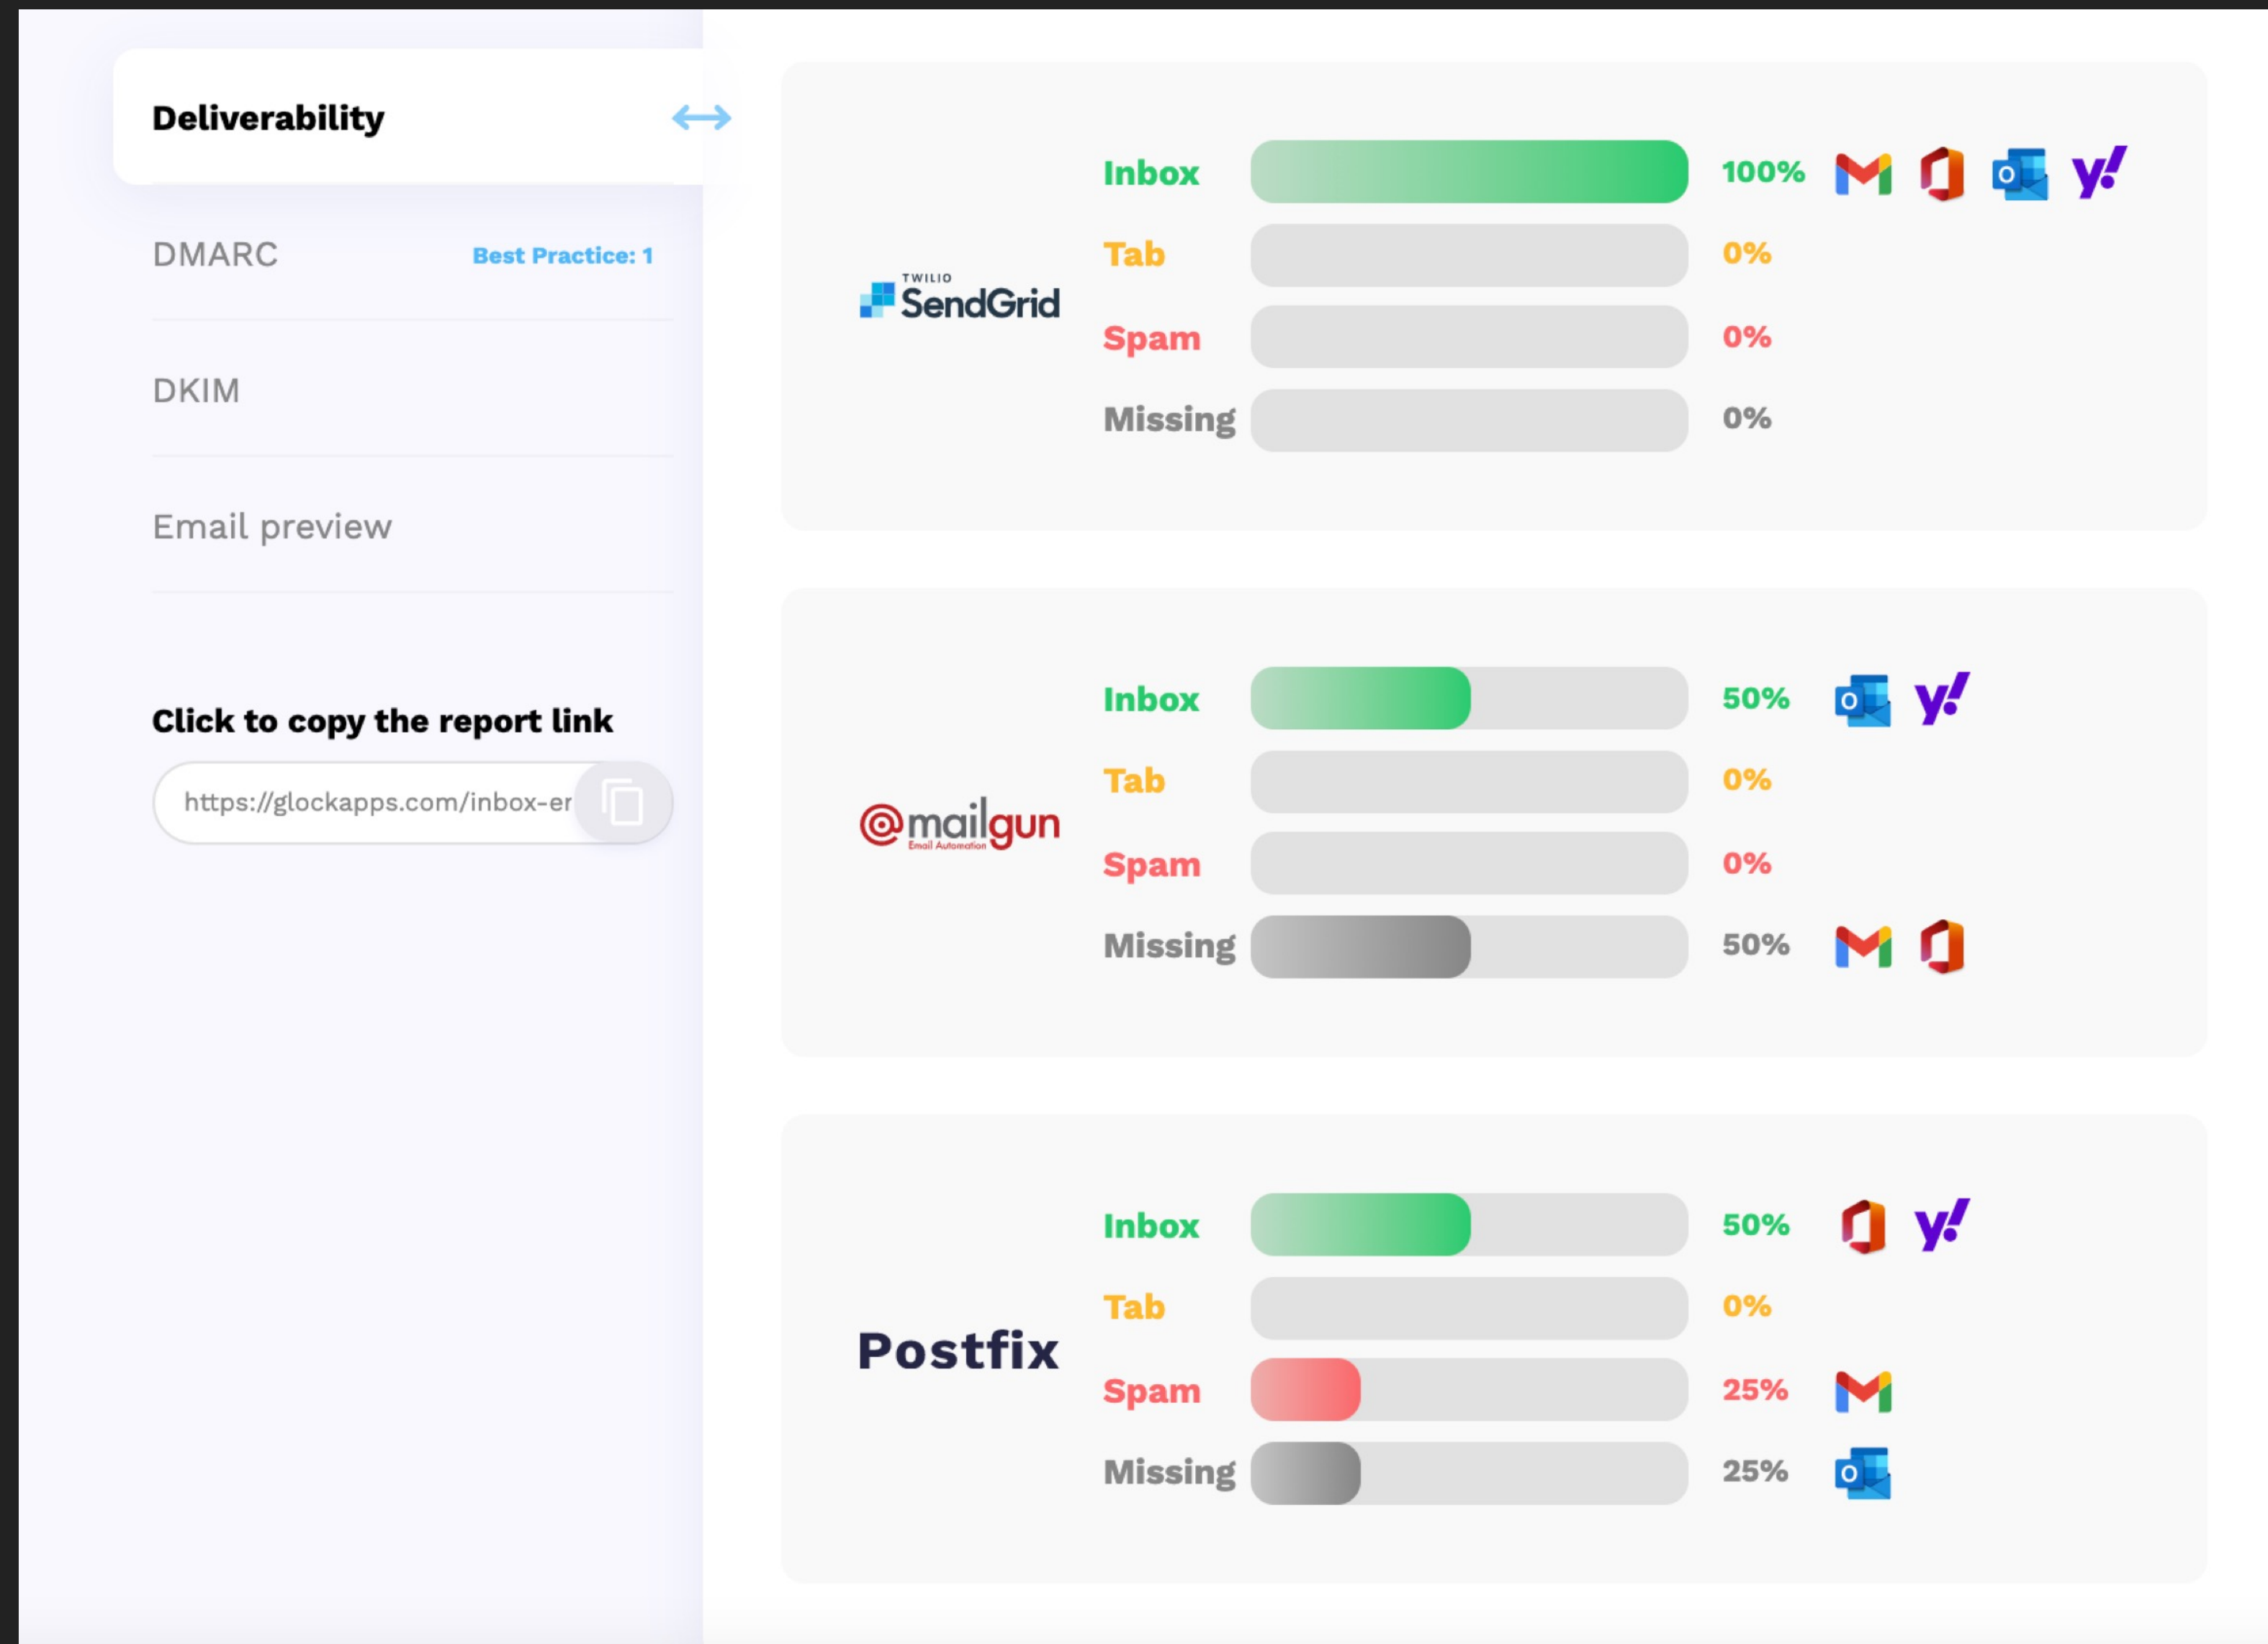 Deliverability
DMARC Best Practice: 1
DKIM
Email preview
Click to copy the report link
https://glockapps.com/inbox-er
TWILIO
SendGrid
Inbox 100%
Tab 0%
Spam 0%
Missing 0%
@mailgun
Email Automation
Inbox 50%
Tab 0%
Spam 0%
Missing 50%
Postfix
Inbox 50%
Tab 0%
Spam 25%
Missing 25%